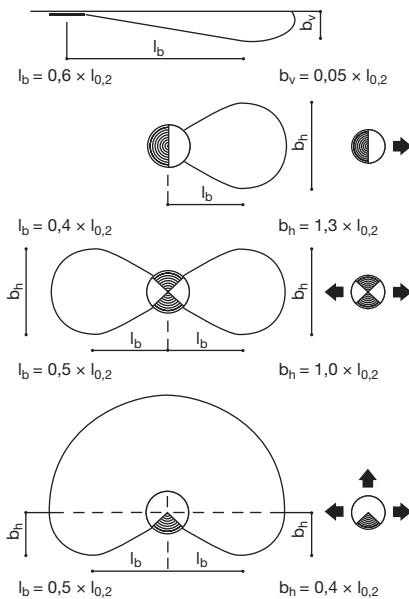 b_v
l_b
l_b = 0,6 × l_0,2 b_v = 0,05 × l_0,2
b_h
l_b
l_b = 0,4 × l_0,2 b_h = 1,3 × l_0,2
b_h b_h
l_b l_b
l_b = 0,5 × l_0,2 b_h = 1,0 × l_0,2
b_h b_h
l_b l_b
l_b = 0,5 × l_0,2 b_h = 0,4 × l_0,2